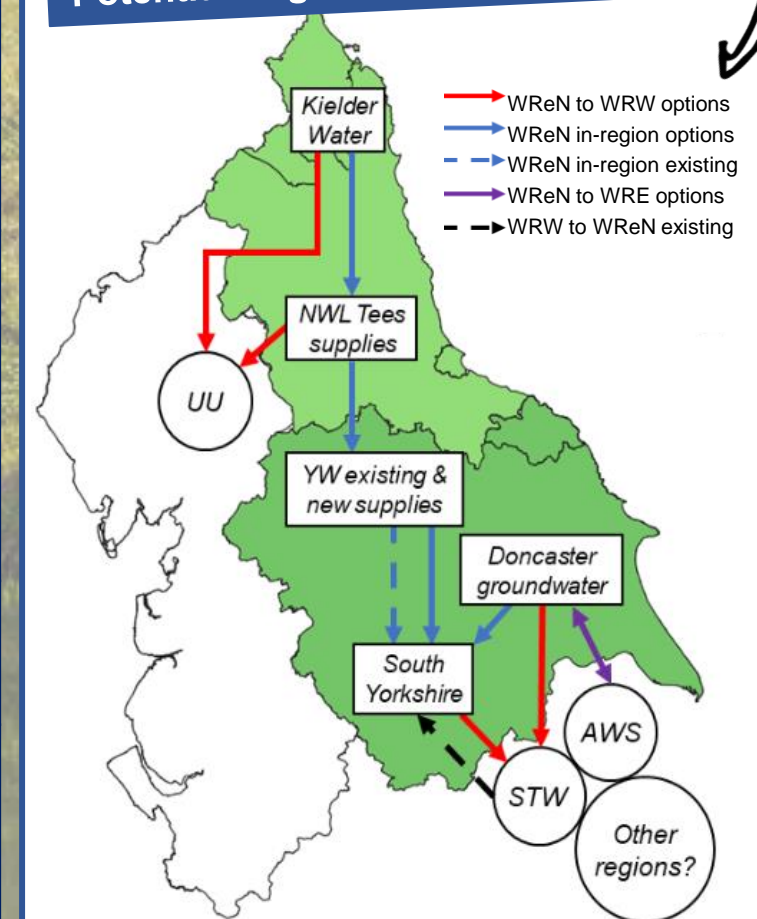 Kielder
Water
WReN to WRW options
WReN in-region options
WReN in-region existing
WReN to WRE options
WRW to WReN existing
NWL Tees
supplies
UU
YW existing &
new supplies
Doncaster
groundwater
South
Yorkshire
AWS
STW
Other
regions?